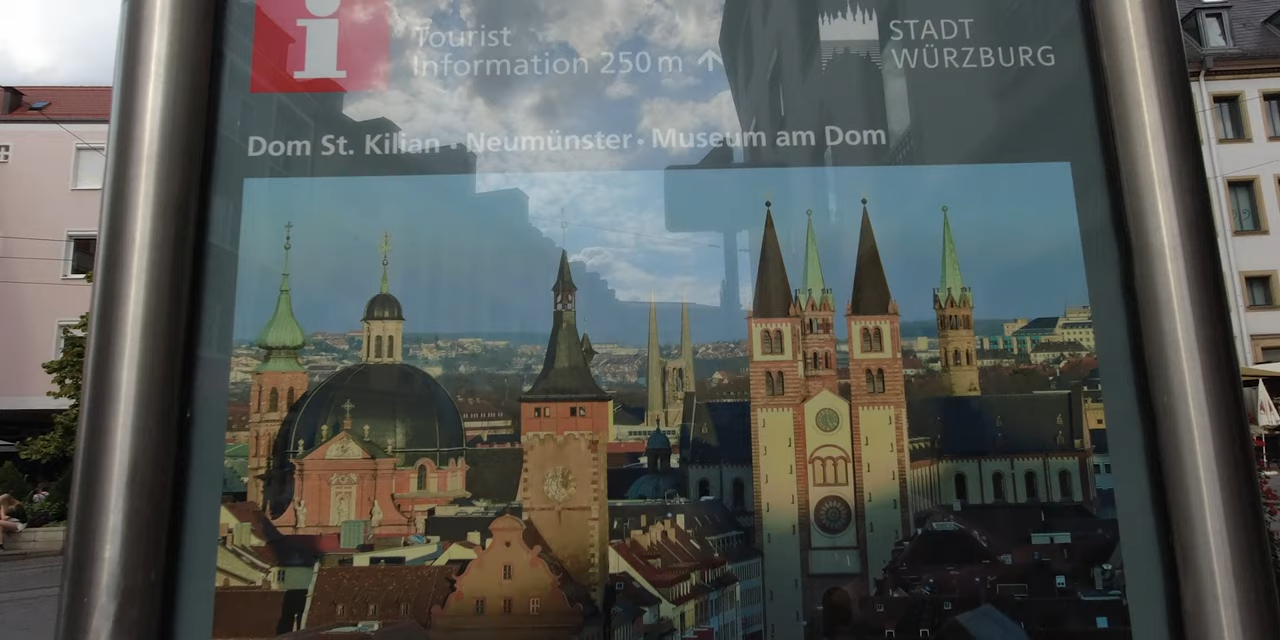 Tourist
Information 250 m ↑
STADT
WÜRZBURG
Dom St. Kilian · Neumünster · Museum am Dom